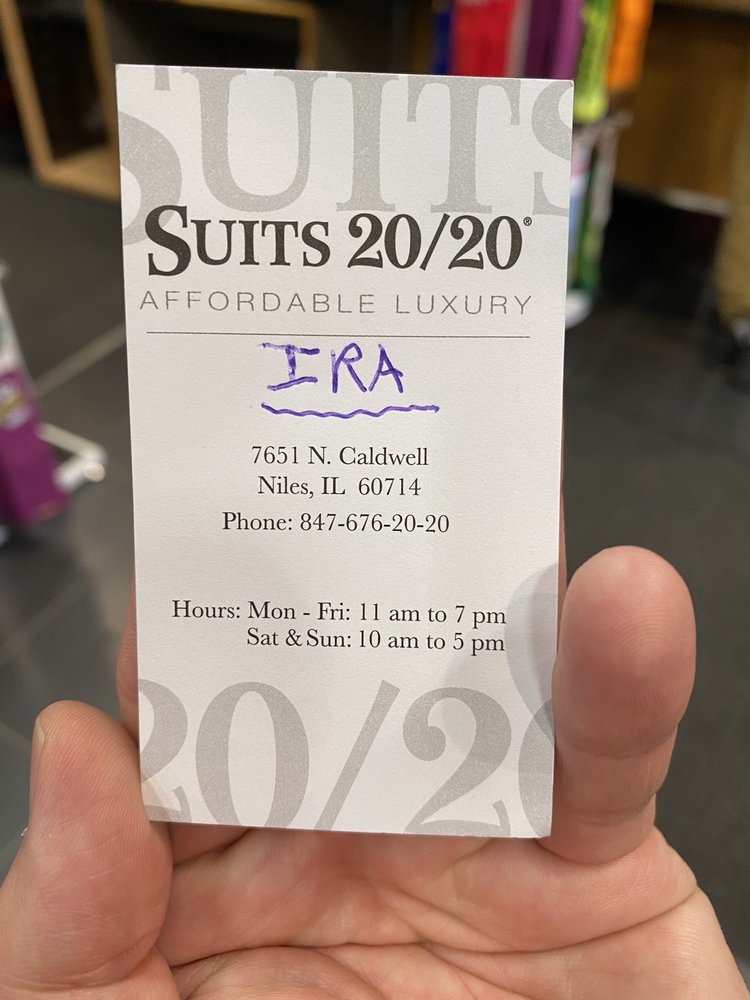 SUITS
SUITS 20/20®
AFFORDABLE LUXURY
IRA
7651 N. Caldwell
Niles, IL 60714
Phone: 847-676-20-20
Hours: Mon - Fri: 11 am to 7 pm
Sat & Sun: 10 am to 5 pm
20/20